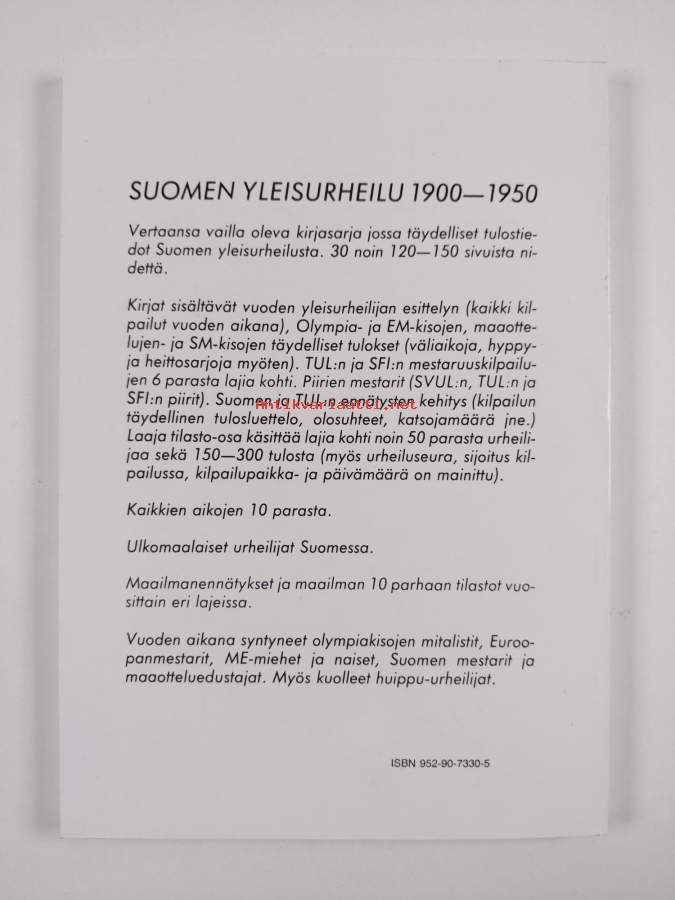 SUOMEN YLEISURHEILU 1900—1950
Vertaansa vailla oleva kirjasarja jossa täydelliset tulostie-
dot Suomen yleisurheilusta. 30 noin 120—150 sivuista ni-
dettä.
Kirjat sisältävät vuoden yleisurheilijan esittelyn (kaikki kil-
pailut vuoden aikana), Olympia- ja EM-kisojen, maaotte-
lujen- ja SM-kisojen täydelliset tulokset (väliaikoja, hyppy-
ja heittosarjoja myöten). TUL:n ja SFI:n mestaruuskilpailu-
jen 6 parasta lajia kohti. Piirien mestarit (SVUL:n, TUL:n ja
SFI:n piirit). Suomen ja TUL:n ennätysten kehitys (kilpailun
Antikvariaatti.net
täydellinen tulosluettelo, olosuhteet, katsojamäärä jne.)
Laaja tilasto-osa käsittää lajia kohti noin 50 parasta urheili-
jaa sekä 150—300 tulosta (myös urheiluseura, sijoitus kil-
pailussa, kilpailupaikka- ja päivämäärä on mainittu).
Kaikkien aikojen 10 parasta.
Ulkomaalaiset urheilijat Suomessa.
Maailmanennätykset ja maailman 10 parhaan tilastot vuo-
sittain eri lajeissa.
Vuoden aikana syntyneet olympiakisojen mitalistit, Euroo-
panmestarit, ME-miehet ja naiset, Suomen mestarit ja
maaotteluedustajat. Myös kuolleet huippu-urheilijat.
ISBN 952-90-7330-5